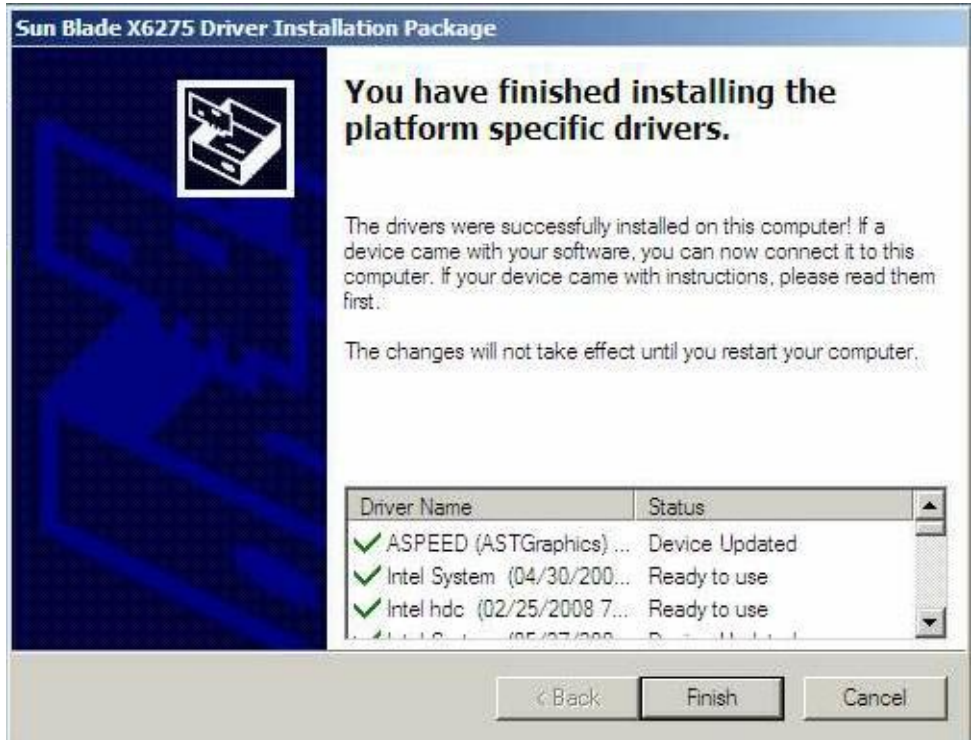 Sun Blade X6275 Driver Installation Package
You have finished installing the
platform specific drivers.
The drivers were successfully installed on this computer! If a
device came with your software, you can now connect it to this
computer. If your device came with instructions, please read them
first.
The changes will not take effect until you restart your computer.
Driver Name Status
ASPEED (ASTGraphics) ... Device Updated
Intel System (04/30/200... Ready to use
Intel hdc (02/25/2008 7... Ready to use
< Back Finish Cancel